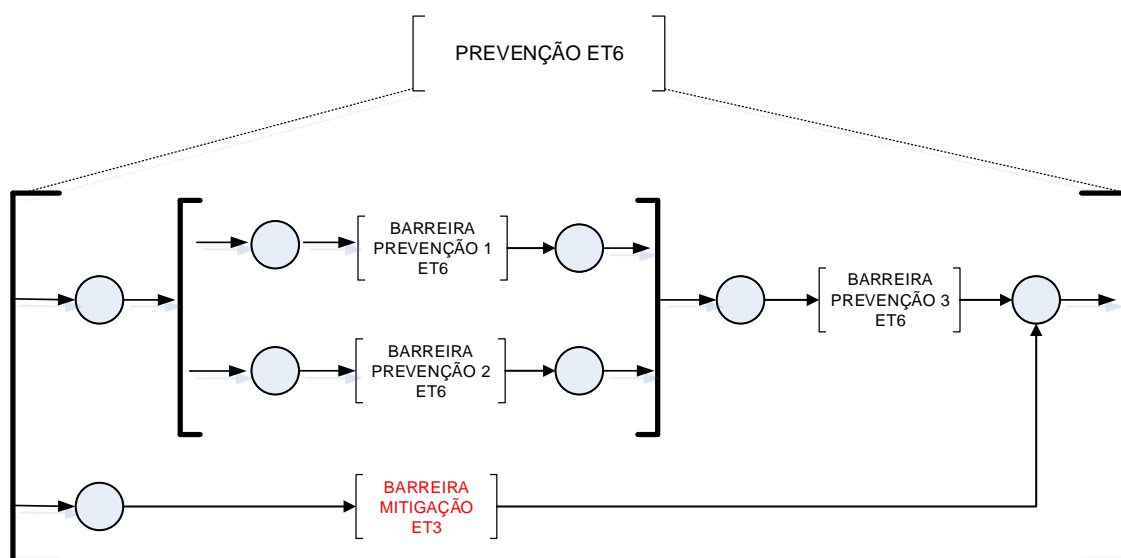 PREVENÇÃO ET6
BARREIRA
PREVENÇÃO 1
ET6
BARREIRA
PREVENÇÃO 2
ET6
BARREIRA
PREVENÇÃO 3
ET6
BARREIRA
MITIGAÇÃO
ET3